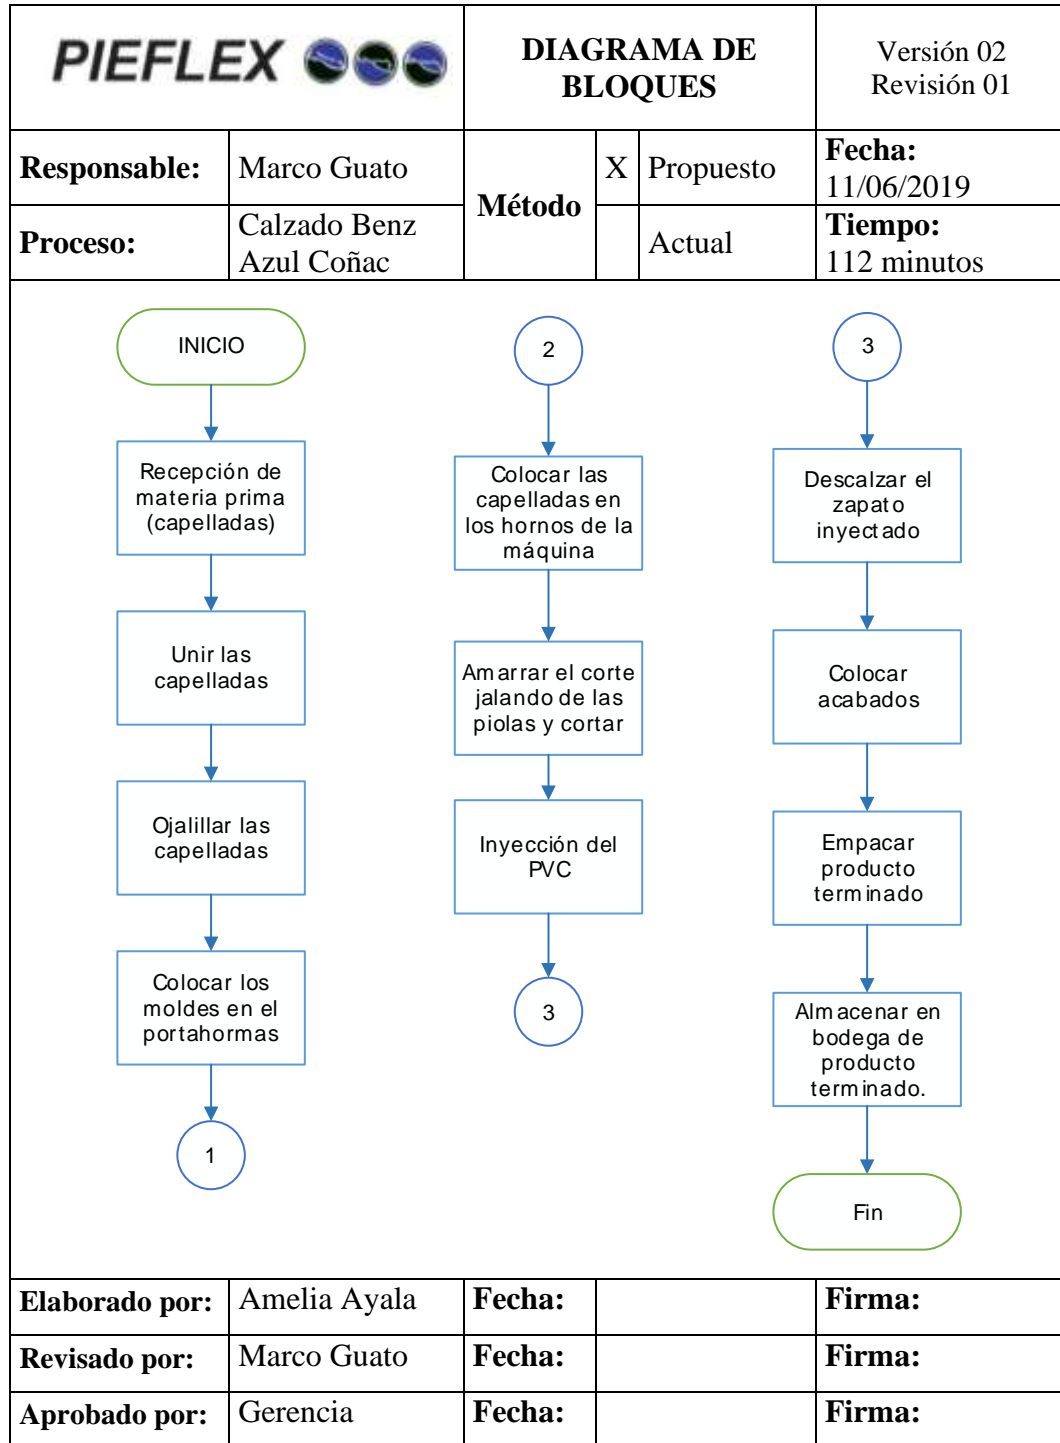 PIEFLEX
DIAGRAMA DE
BLOQUES
Versión 02
Revisión 01
Responsable:
Marco Guato
Método
X
Propuesto
Fecha:
11/06/2019
Proceso:
Calzado Benz
Azul Coñac
Actual
Tiempo:
112 minutos
INICIO
Recepción de
materia prima
(capelladas)
Unir las
capelladas
Ojalillar las
capelladas
Colocar los
moldes en el
portahormas
1
2
Colocar las
capelladas en
los hornos de la
máquina
Amarrar el corte
jalando de las
piolas y cortar
Inyección del
PVC
3
3
Descalzar el
zapato
inyectado
Colocar
acabados
Empacar
producto
terminado
Almacenar en
bodega de
producto
terminado.
Fin
Elaborado por: Amelia Ayala Fecha: Firma:
Revisado por: Marco Guato Fecha: Firma:
Aprobado por: Gerencia Fecha: Firma: